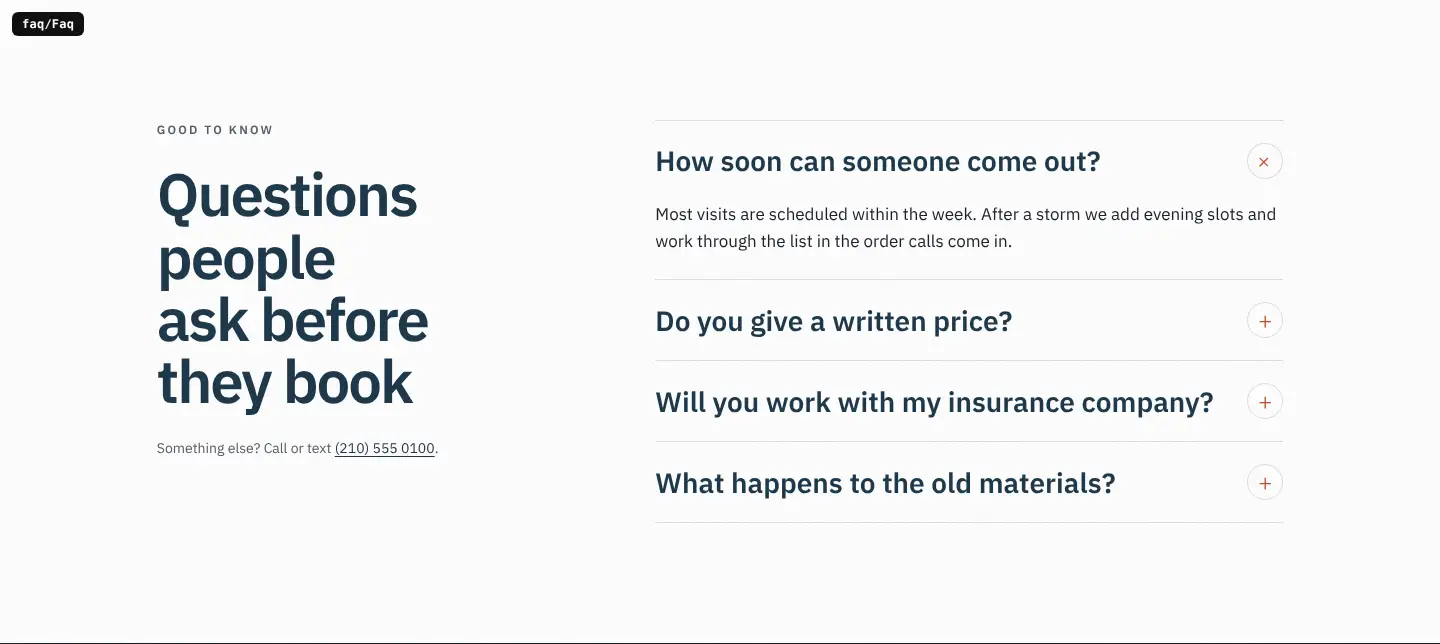 faq/Faq
GOOD TO KNOW
Questions
people
ask before
they book
Something else? Call or text (210) 555 0100.
How soon can someone come out?
Most visits are scheduled within the week. After a storm we add evening slots and
work through the list in the order calls come in.
Do you give a written price?
Will you work with my insurance company?
What happens to the old materials?